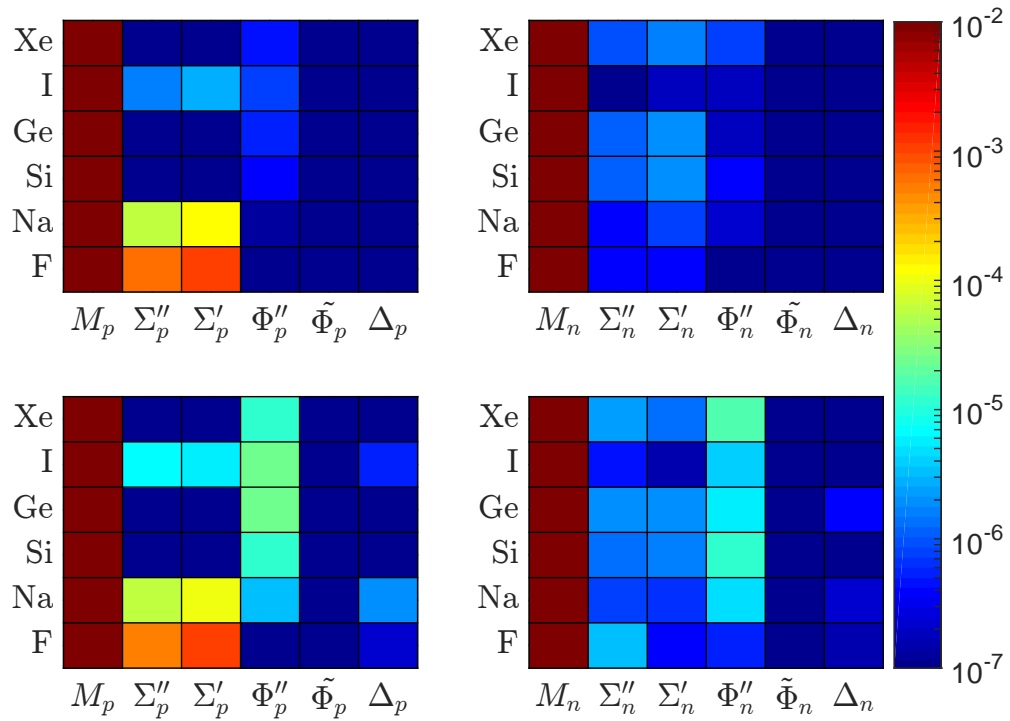 Xe
I
Ge
Si
Na
F
M_p Σ''_p Σ'_p Φ''_p Φ̃_p Δ_p
Xe
I
Ge
Si
Na
F
M_n Σ''_n Σ'_n Φ''_n Φ̃_n Δ_n
10^-2
10^-3
10^-4
10^-5
10^-6
10^-7
Xe
I
Ge
Si
Na
F
M_p Σ''_p Σ'_p Φ''_p Φ̃_p Δ_p
Xe
I
Ge
Si
Na
F
M_n Σ''_n Σ'_n Φ''_n Φ̃_n Δ_n